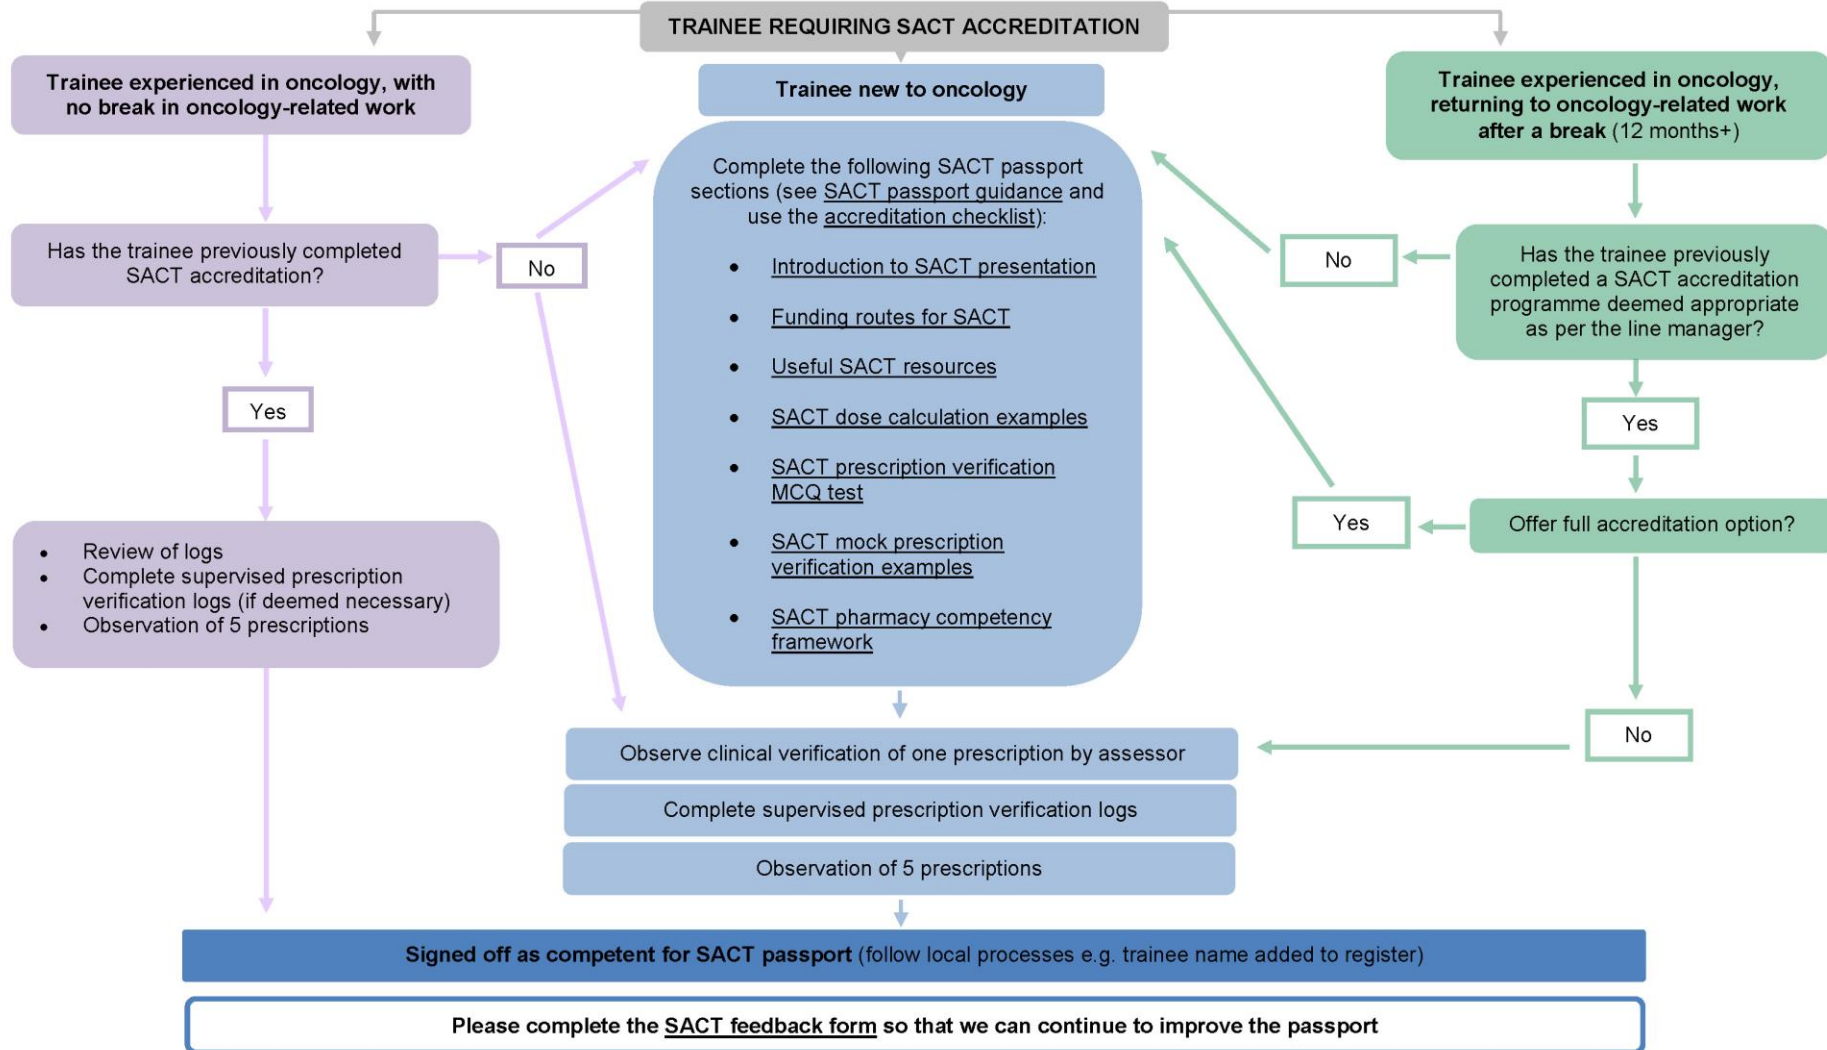 TRAINEE REQUIRING SACT ACCREDITATION
Trainee experienced in oncology, with
no break in oncology-related work
Has the trainee previously completed
SACT accreditation?
No
Yes
• Review of logs
• Complete supervised prescription
verification logs (if deemed necessary)
• Observation of 5 prescriptions
Trainee new to oncology
Complete the following SACT passport
sections (see SACT passport guidance and
use the accreditation checklist):
• Introduction to SACT presentation
• Funding routes for SACT
• Useful SACT resources
• SACT dose calculation examples
• SACT prescription verification
MCQ test
• SACT mock prescription
verification examples
• SACT pharmacy competency
framework
Trainee experienced in oncology,
returning to oncology-related work
after a break (12 months+)
Has the trainee previously
completed a SACT accreditation
programme deemed appropriate
as per the line manager?
No
Yes
Offer full accreditation option?
Yes
No
Observe clinical verification of one prescription by assessor
Complete supervised prescription verification logs
Observation of 5 prescriptions
Signed off as competent for SACT passport (follow local processes e.g. trainee name added to register)
Please complete the SACT feedback form so that we can continue to improve the passport